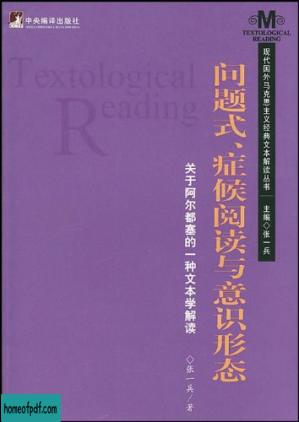 中央编译出版社
M
TEXTOLOGICAL
READING
Textological
Reading
现代国外马克思主义经典文本解读丛书
主编◇张一兵
问题式、症候阅读与意识形态
关于阿尔都塞的一种文本学解读
◇张一兵/著
homeofpdf.com
homeofpdf.com